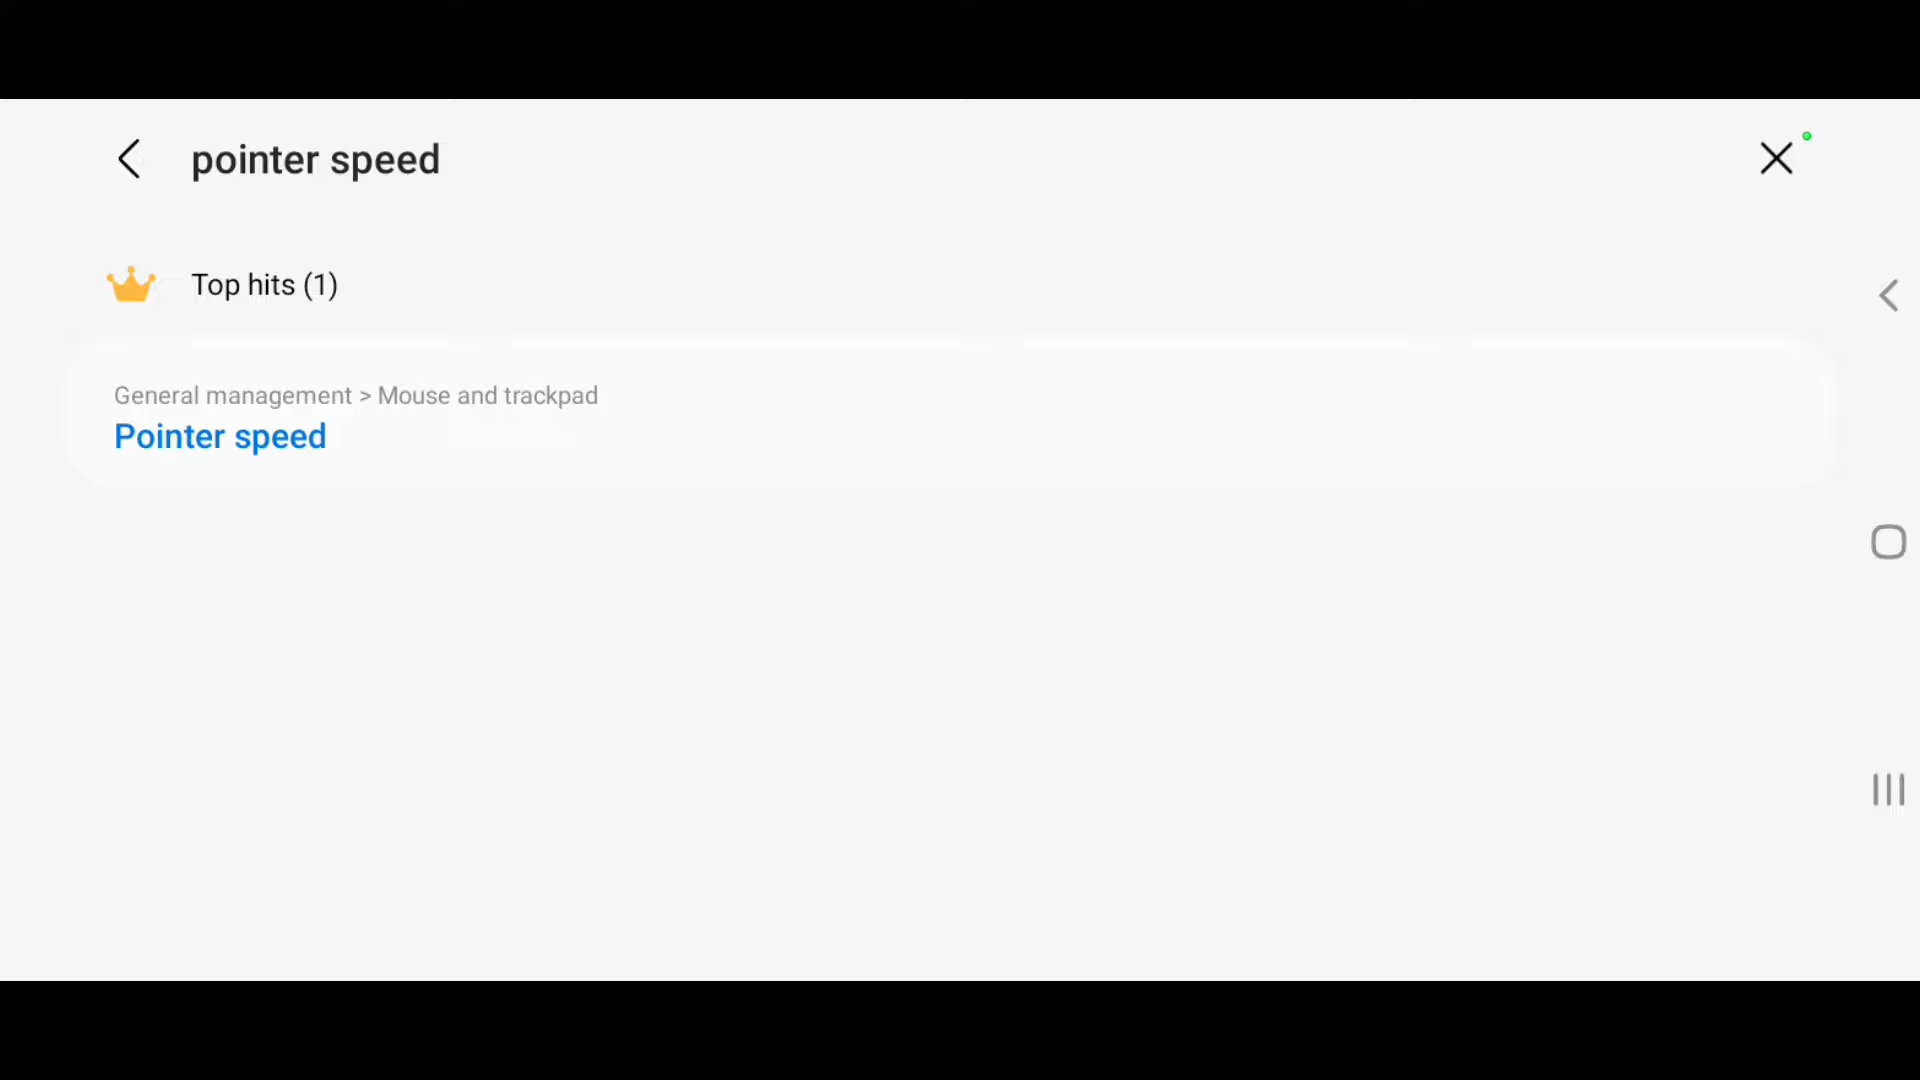 pointer speed
Top hits (1)
General management > Mouse and trackpad
Pointer speed